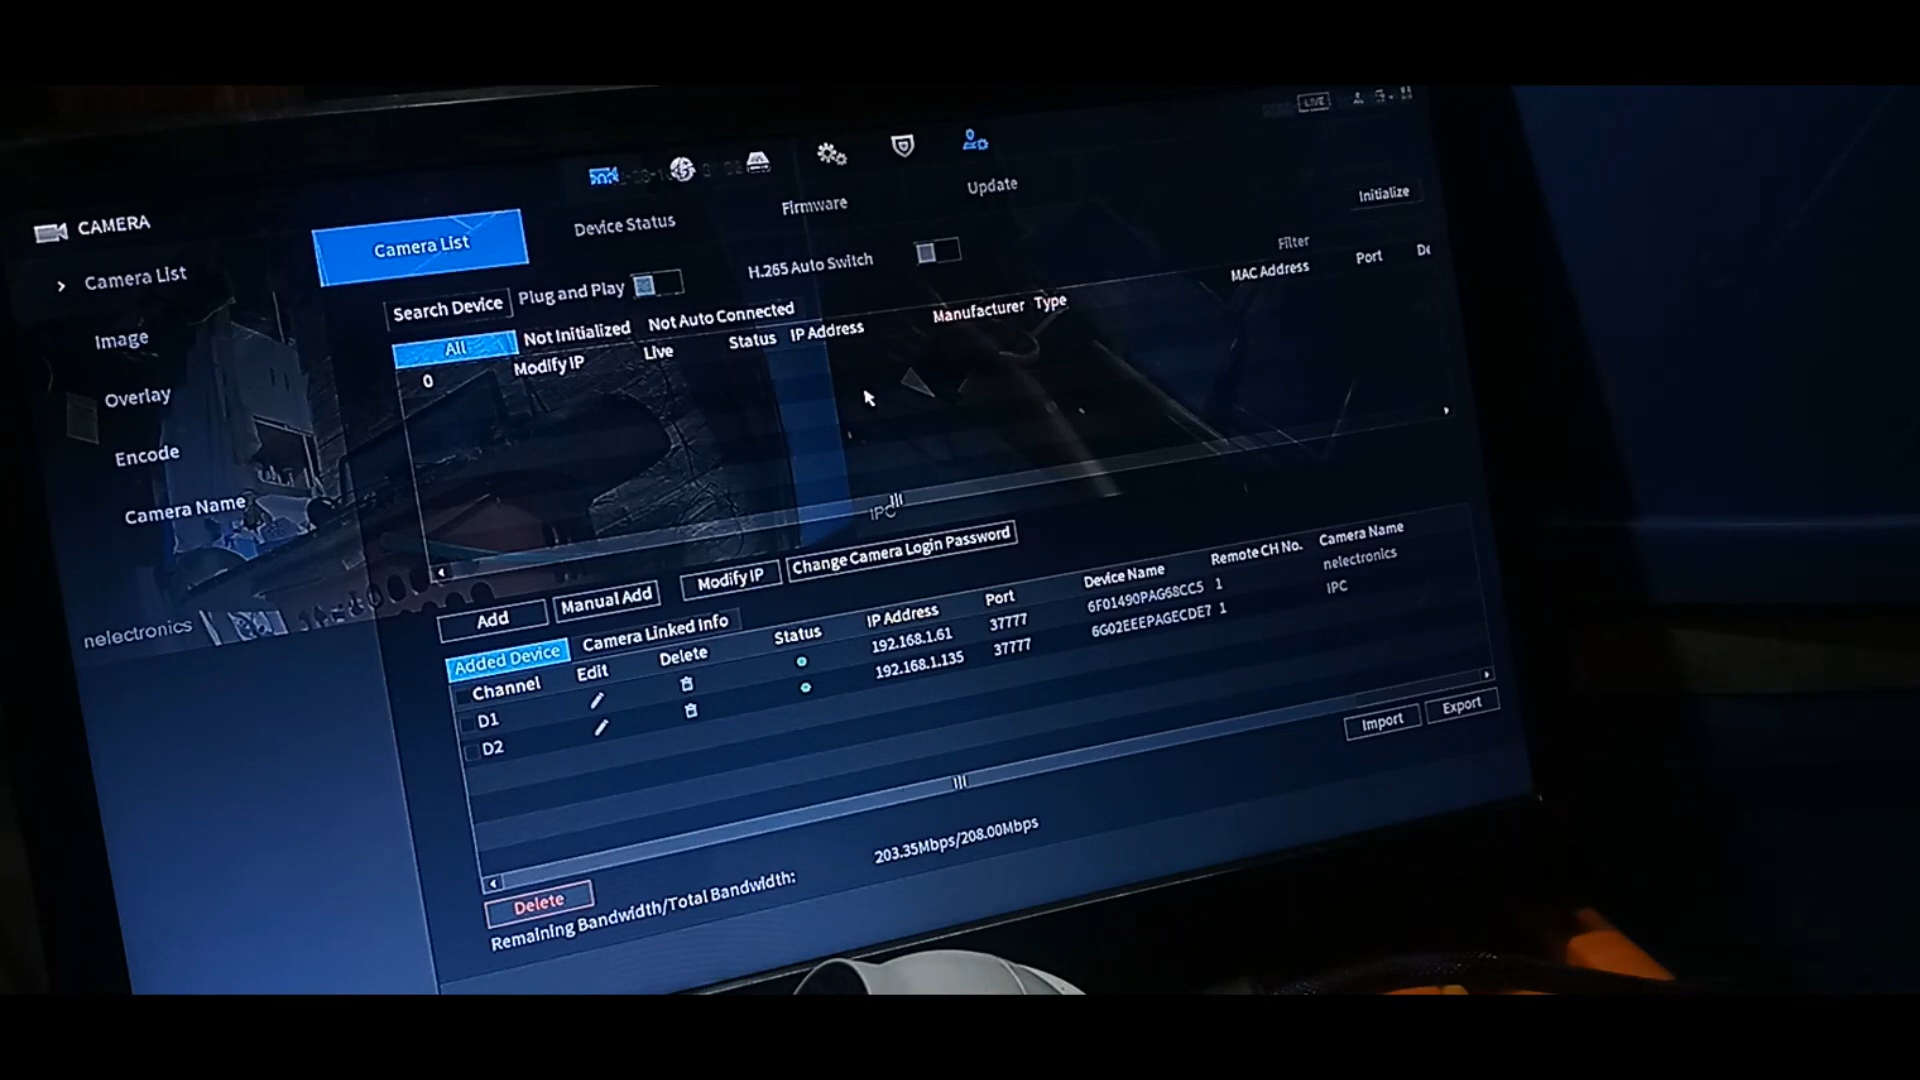 LIVE
CAMERA
Camera List
Image
Overlay
Encode
Camera Name
nelectronics
Camera List
Device Status
Firmware
Update
Initialize
Search Device
Plug and Play
H.265 Auto Switch
Filter
All
Not Initialized
Not Auto Connected
0
Modify IP
Live
Status
IP Address
Manufacturer
Type
MAC Address
Port
IPC
Add
Manual Add
Modify IP
Change Camera Login Password
Added Device
Camera Linked Info
Channel
Edit
Delete
Status
IP Address
Port
Device Name
Remote CH No.
Camera Name
D1
192.168.1.61
37777
6F01490PAG68CC5
1
nelectronics
D2
192.168.1.135
37777
6G02EEEPAGECDE7
1
IPC
Import
Export
Delete
Remaining Bandwidth/Total Bandwidth:
203.35Mbps/208.00Mbps